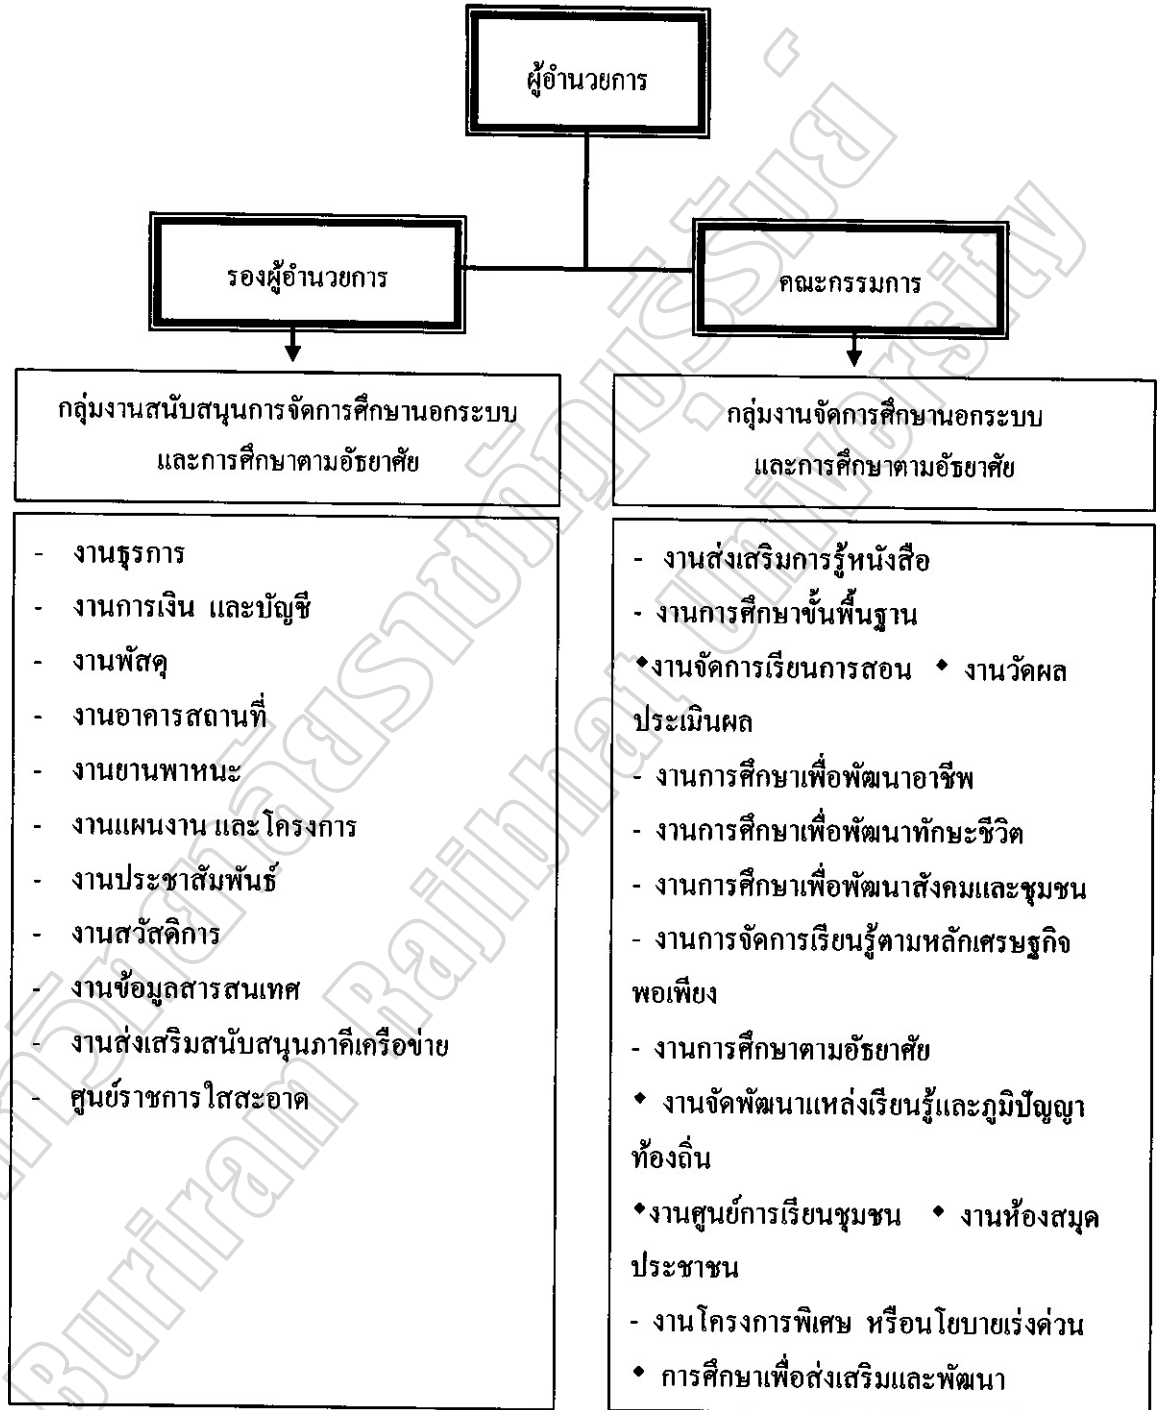 ผู้อำนวยการ
รองผู้อำนวยการ
คณะกรรมการ
กลุ่มงานสนับสนุนการจัดการศึกษานอกระบบ
และการศึกษาตามอัธยาศัย
- งานธุรการ
- งานการเงิน และบัญชี
- งานพัสดุ
- งานอาคารสถานที่
- งานยานพาหนะ
- งานแผนงาน และโครงการ
- งานประชาสัมพันธ์
- งานสวัสดิการ
- งานข้อมูลสารสนเทศ
- งานส่งเสริมสนับสนุนภาคีเครือข่าย
- ศูนย์ราชการใสสะอาด
กลุ่มงานจัดการศึกษานอกระบบ
และการศึกษาตามอัธยาศัย
- งานส่งเสริมการรู้หนังสือ
- งานการศึกษาขั้นพื้นฐาน
◆งานจัดการเรียนการสอน ◆ งานวัดผล
ประเมินผล
- งานการศึกษาเพื่อพัฒนาอาชีพ
- งานการศึกษาเพื่อพัฒนาทักษะชีวิต
- งานการศึกษาเพื่อพัฒนาสังคมและชุมชน
- งานการจัดการเรียนรู้ตามหลักเศรษฐกิจ
พอเพียง
- งานการศึกษาตามอัธยาศัย
◆ งานจัดพัฒนาแหล่งเรียนรู้และภูมิปัญญา
ท้องถิ่น
◆งานศูนย์การเรียนชุมชน ◆ งานห้องสมุด
ประชาชน
- งานโครงการพิเศษ หรือนโยบายเร่งด่วน
◆ การศึกษาเพื่อส่งเสริมและพัฒนา
มหาวิทยาลัยราชภัฏบุรีรัมย์
Buriram Rajabhat University